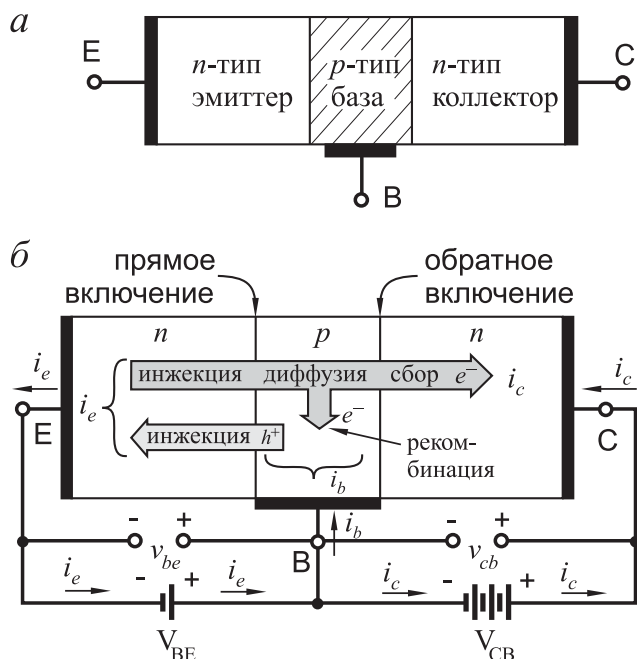 а
E
n-тип
эмиттер
p-тип
база
n-тип
коллектор
C
B
б
прямое
включение
обратное
включение
n
p
n
i_e
инжекция
диффузия
сбор
e⁻
i_c
i_c
i_e
E
e⁻
C
инжекция h⁺
реком-
бинация
i_b
i_b
-
+
-
+
v_be
B
v_cb
i_e
-
+
i_e
i_c
-
+
i_c
V_BE
V_CB